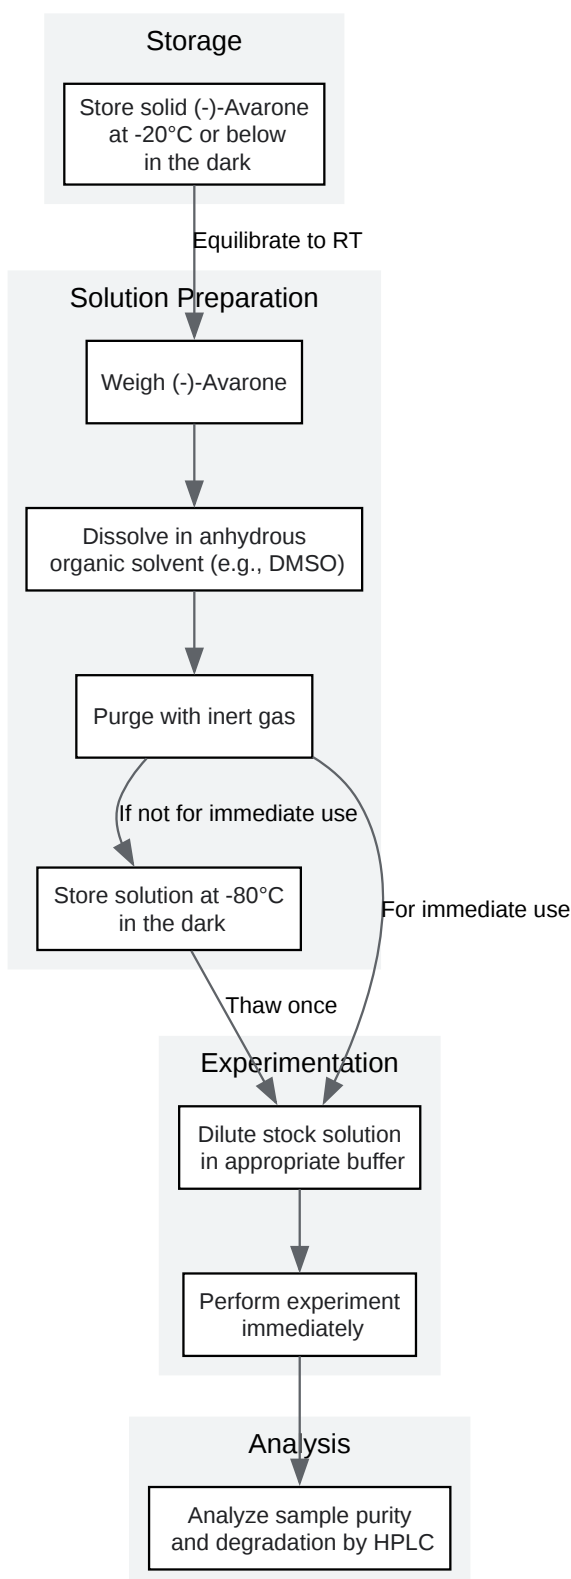 Storage
Store solid (-)-Avarone
at -20°C or below
in the dark
Equilibrate to RT
Solution Preparation
Weigh (-)-Avarone
Dissolve in anhydrous
organic solvent (e.g., DMSO)
Purge with inert gas
If not for immediate use
Store solution at -80°C
in the dark
For immediate use
Thaw once
Experimentation
Dilute stock solution
in appropriate buffer
Perform experiment
immediately
Analysis
Analyze sample purity
and degradation by HPLC